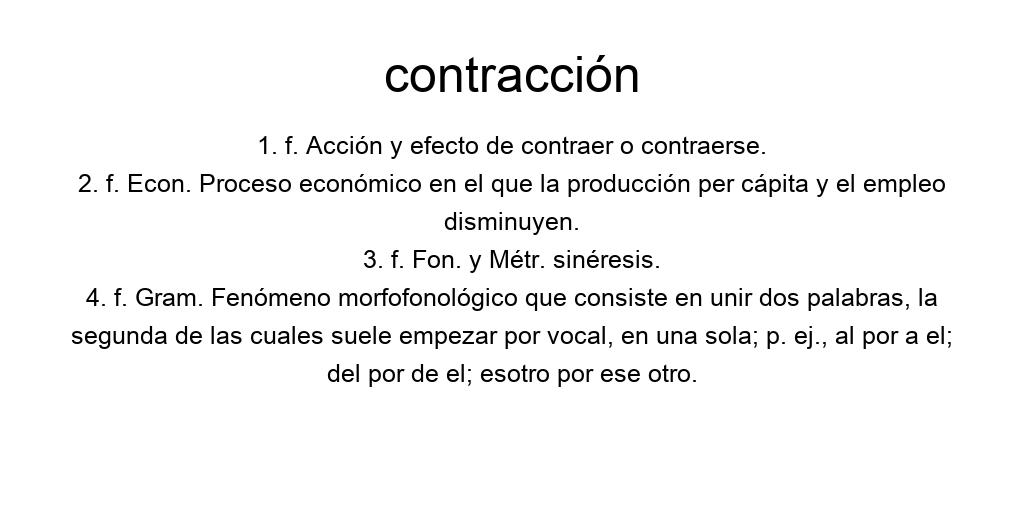 contracción
1. f. Acción y efecto de contraer o contraerse.
2. f. Econ. Proceso económico en el que la producción per cápita y el empleo
disminuyen.
3. f. Fon. y Métr. sinéresis.
4. f. Gram. Fenómeno morfofonológico que consiste en unir dos palabras, la
segunda de las cuales suele empezar por vocal, en una sola; p. ej., al por a el;
del por de el; esotro por ese otro.